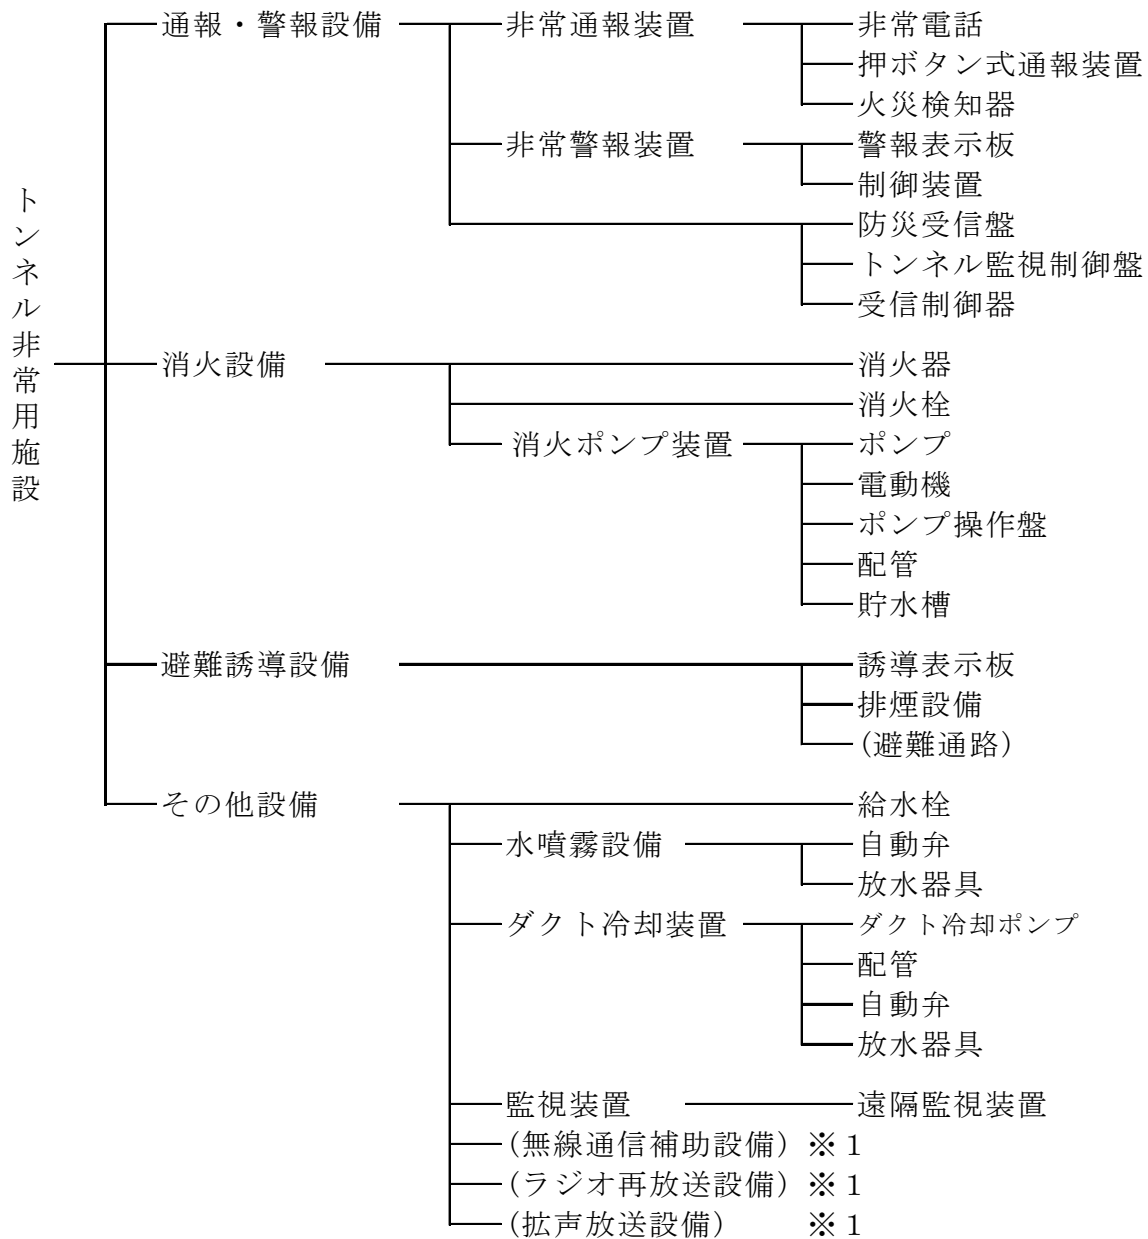 トンネル非常用施設
通報・警報設備 非常通報装置 非常電話
押ボタン式通報装置
火災検知器
非常警報装置 警報表示板
制御装置
防災受信盤
トンネル監視制御盤
受信制御器
消火設備 消火器
消火栓
消火ポンプ装置 ポンプ
電動機
ポンプ操作盤
配管
貯水槽
避難誘導設備 誘導表示板
排煙設備
(避難通路)
その他設備 給水栓
水噴霧設備 自動弁
放水器具
ダクト冷却装置 ダクト冷却ポンプ
配管
自動弁
放水器具
監視装置 遠隔監視装置
(無線通信補助設備) ※1
(ラジオ再放送設備) ※1
(拡声放送設備) ※1